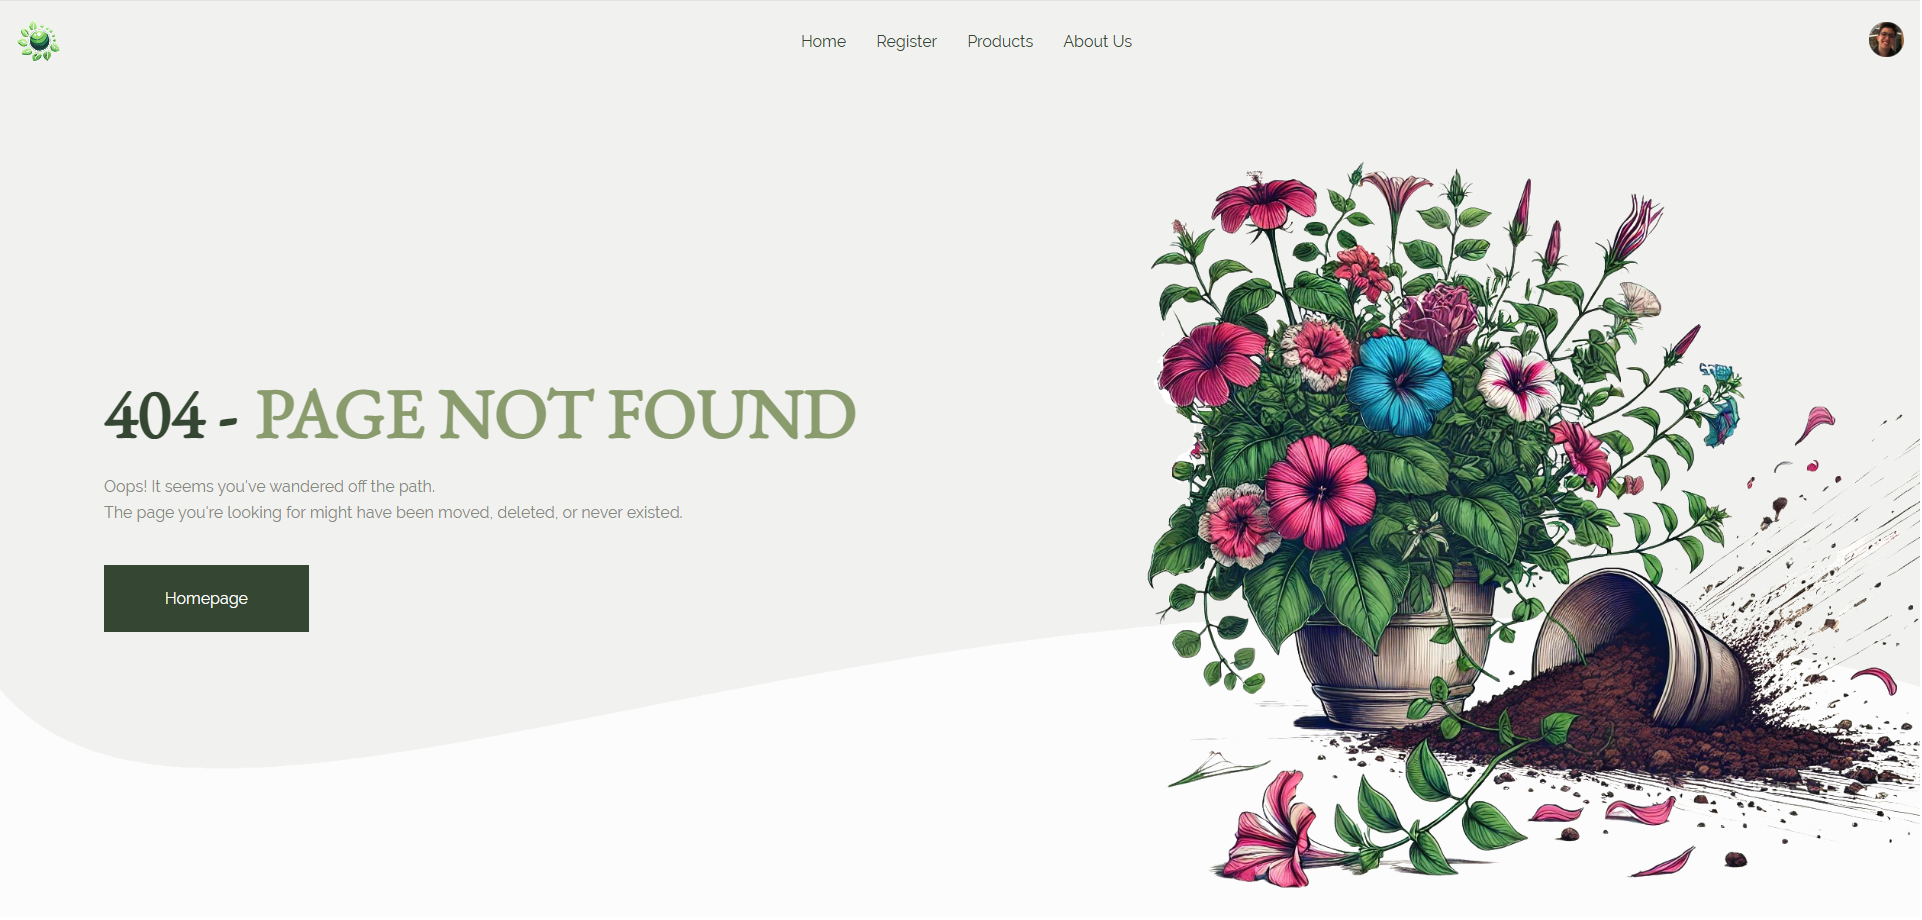 Home
Register
Products
About Us
404 - PAGE NOT FOUND
Oops! It seems you've wandered off the path.
The page you're looking for might have been moved, deleted, or never existed.
Homepage